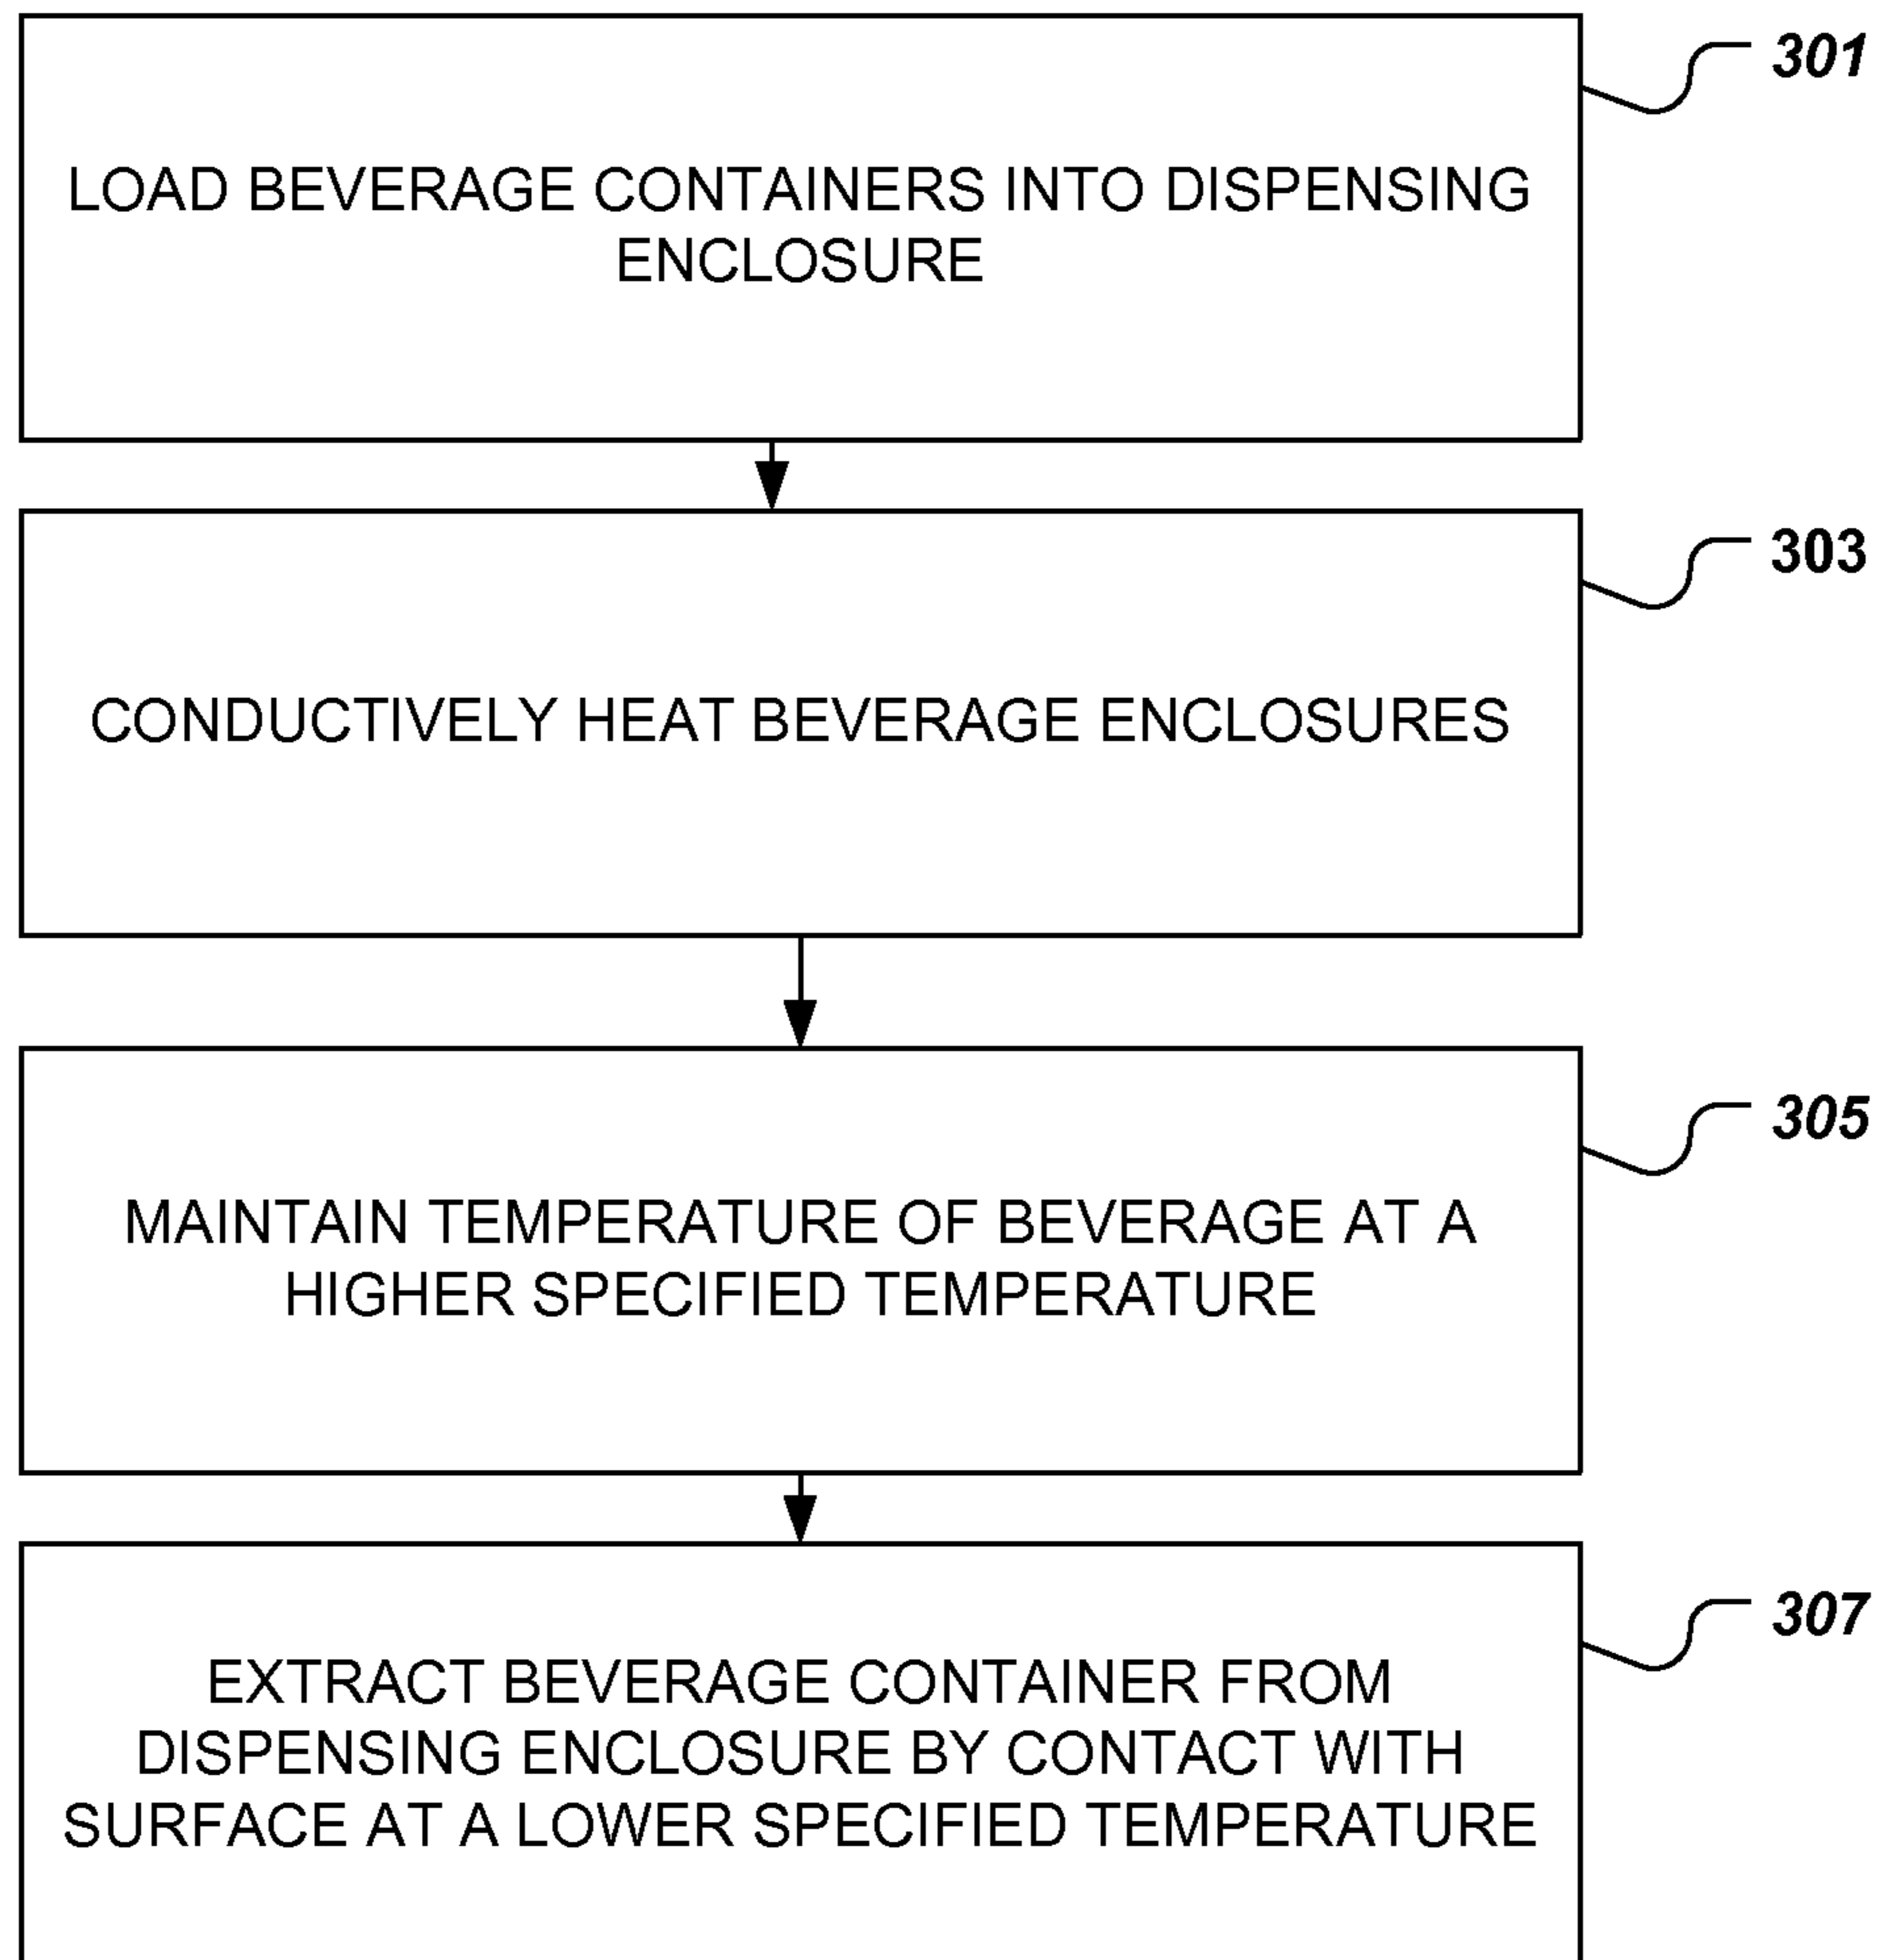 301
LOAD BEVERAGE CONTAINERS INTO DISPENSING
ENCLOSURE
303
CONDUCTIVELY HEAT BEVERAGE ENCLOSURES
305
MAINTAIN TEMPERATURE OF BEVERAGE AT A
HIGHER SPECIFIED TEMPERATURE
307
EXTRACT BEVERAGE CONTAINER FROM
DISPENSING ENCLOSURE BY CONTACT WITH
SURFACE AT A LOWER SPECIFIED TEMPERATURE